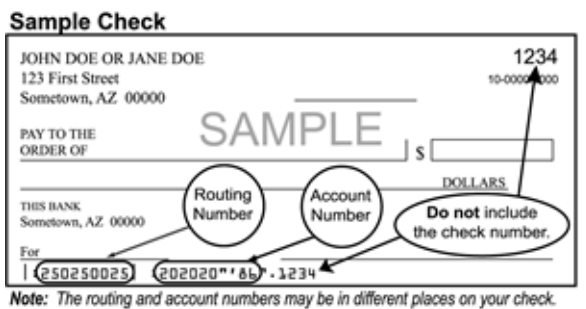 Sample Check
JOHN DOE OR JANE DOE
1234
123 First Street
Sometown, AZ 00000
SAMPLE
PAY TO THE
ORDER OF
$
DOLLARS
THIS BANK
Sometown, AZ 00000
Routing
Number
Account
Number
Do not include
the check number.
For
250250025 202020"'86".1234
Note: The routing and account numbers may be in different places on your check.